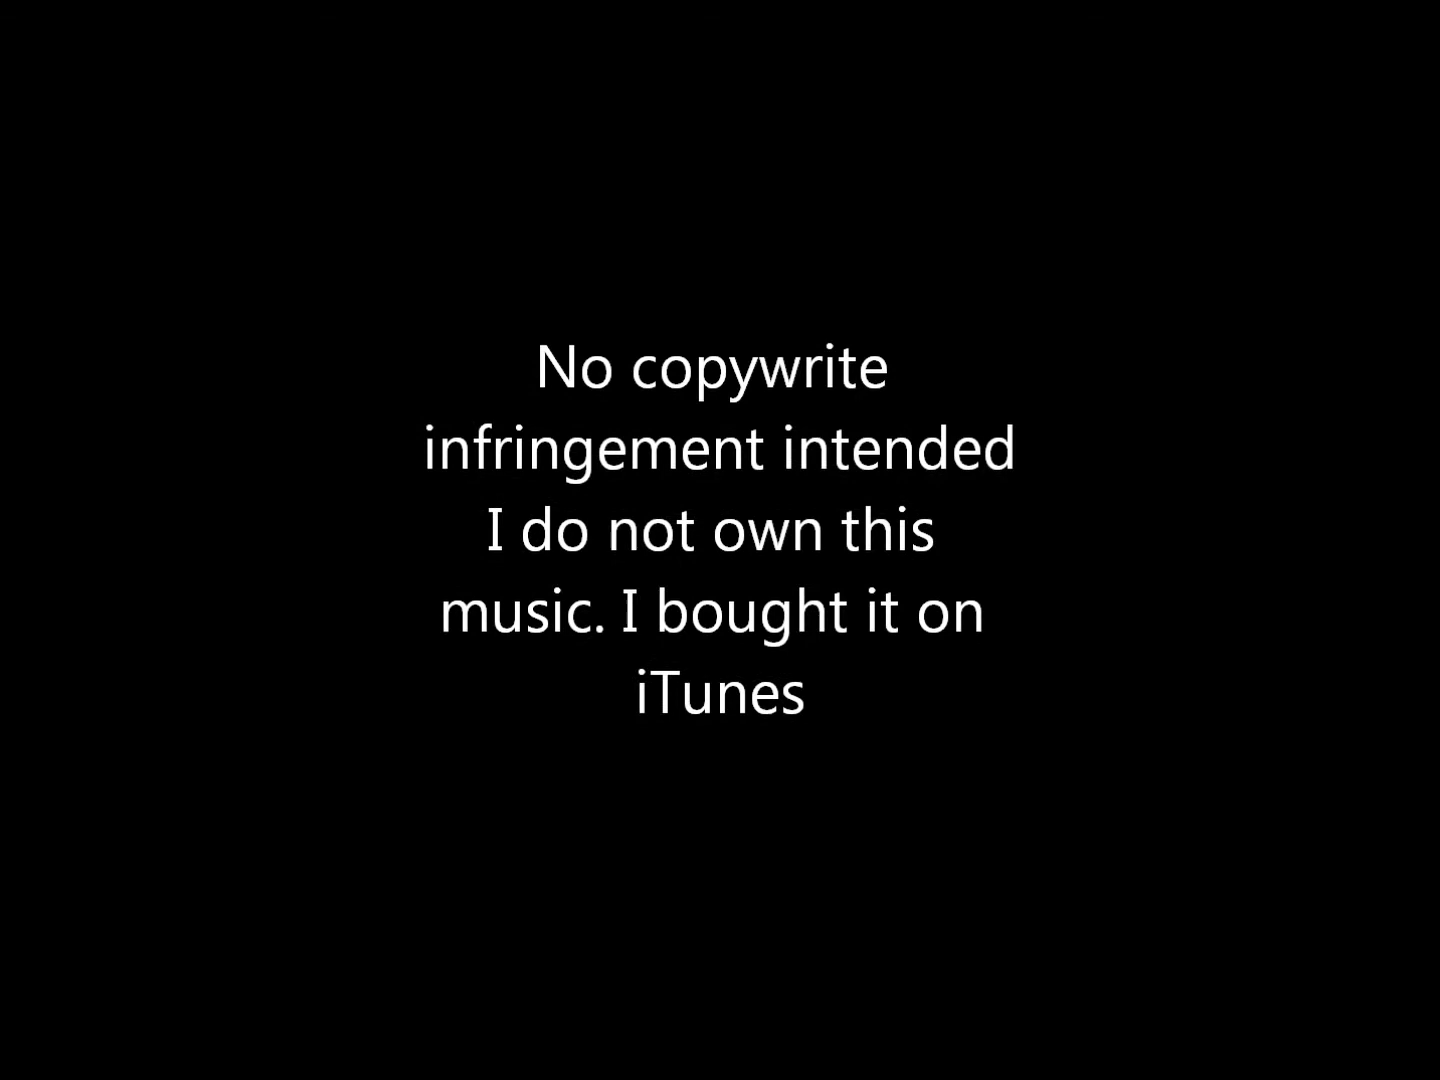 No copywrite
infringement intended
I do not own this
music. I bought it on
iTunes